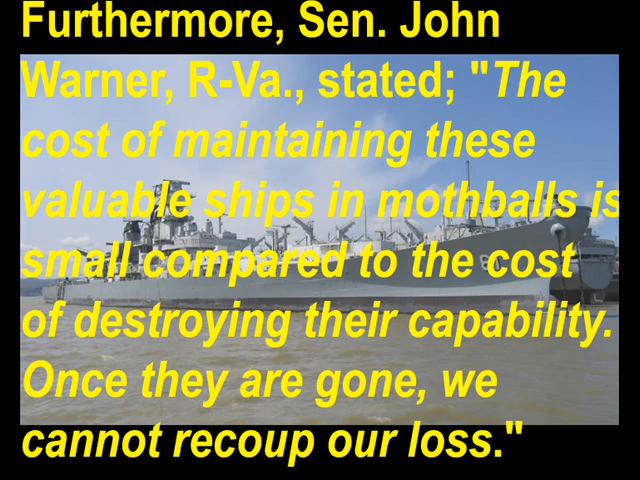 Furthermore, Sen. John
Warner, R-Va., stated; "The
cost of maintaining these
valuable ships in mothballs is
small compared to the cost
of destroying their capability.
Once they are gone, we
cannot recoup our loss."